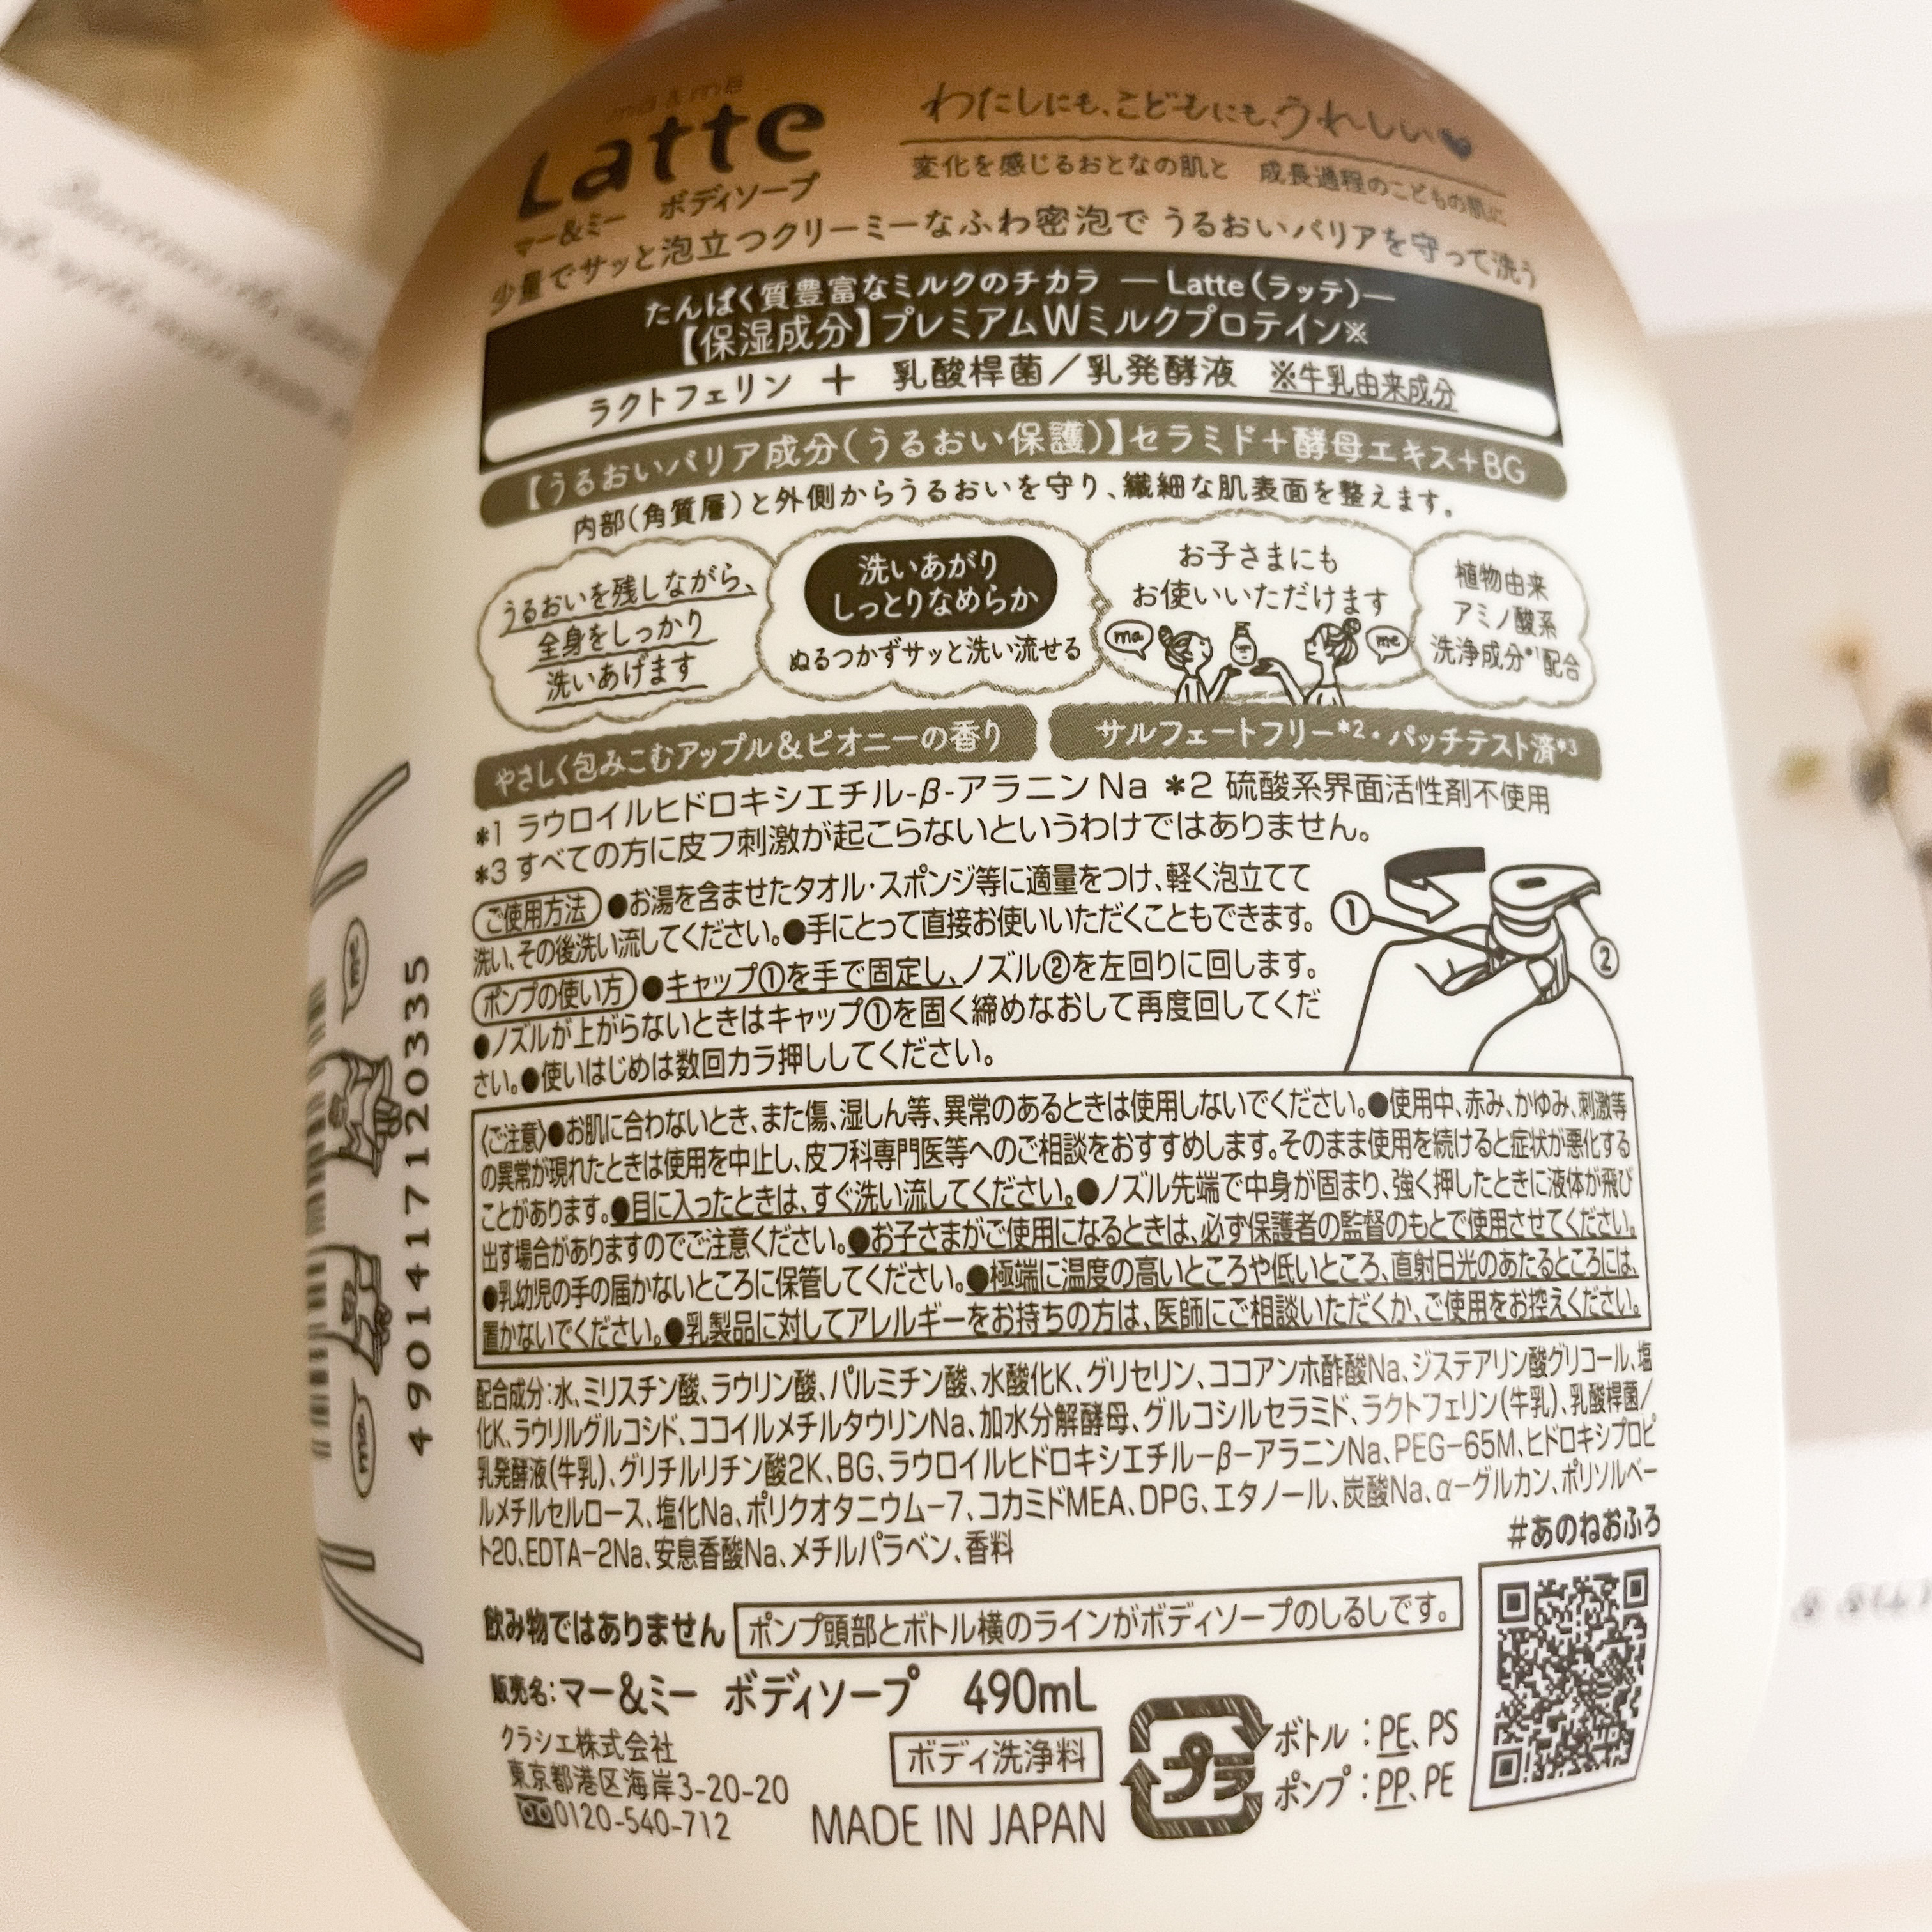 ma & me
Latte
マー&ミー ボディソープ
わたしにも、こどもにも、うれしい♥
変化を感じるおとなの肌と 成長過程のこどもの肌に
少量でサッと泡立つクリーミーなふわ密泡で うるおいバリアを守って洗う
たんぱく質豊富なミルクのチカラ ―Latte(ラッテ)―
【保湿成分】プレミアムWミルクプロテイン※
ラクトフェリン + 乳酸桿菌/乳発酵液 ※牛乳由来成分
【うるおいバリア成分(うるおい保護)】セラミド+酵母エキス+BG
内部(角質層)と外側からうるおいを守り、繊細な肌表面を整えます。
うるおいを残しながら、
全身をしっかり
洗いあげます
洗いあがり
しっとりなめらか
ぬるつかずサッと洗い流せる
お子さまにも
お使いいただけます
ma
me
植物由来
アミノ酸系
洗浄成分*1配合
やさしく包みこむアップル&ピオニーの香り
サルフェートフリー*2・パッチテスト済*3
*1 ラウロイルヒドロキシエチル-β-アラニンNa *2 硫酸系界面活性剤不使用
*3 すべての方に皮フ刺激が起こらないというわけではありません。
ご使用方法 ●お湯を含ませたタオル・スポンジ等に適量をつけ、軽く泡立てて
洗い、その後洗い流してください。●手にとって直接お使いいただくこともできます。
ポンプの使い方 ●キャップ①を手で固定し、ノズル②を左回りに回します。
●ノズルが上がらないときはキャップ①を固く締めなおして再度回してくだ
さい。●使いはじめは数回カラ押ししてください。
①
②
〈ご注意〉●お肌に合わないとき、また傷、湿しん等、異常のあるときは使用しないでください。●使用中、赤み、かゆみ、刺激等
の異常が現れたときは使用を中止し、皮フ科専門医等へのご相談をおすすめします。そのまま使用を続けると症状が悪化する
ことがあります。●目に入ったときは、すぐ洗い流してください。●ノズル先端で中身が固まり、強く押したときに液体が飛び
出す場合がありますのでご注意ください。●お子さまがご使用になるときは、必ず保護者の監督のもとで使用させてください。
●乳幼児の手の届かないところに保管してください。●極端に温度の高いところや低いところ、直射日光のあたるところには、
置かないでください。●乳製品に対してアレルギーをお持ちの方は、医師にご相談いただくか、ご使用をお控えください。
配合成分:水、ミリスチン酸、ラウリン酸、パルミチン酸、水酸化K、グリセリン、ココアンホ酢酸Na、ジステアリン酸グリコール、塩
化K、ラウリルグルコシド、ココイルメチルタウリンNa、加水分解酵母、グルコシルセラミド、ラクトフェリン(牛乳)、乳酸桿菌/
乳発酵液(牛乳)、グリチルリチン酸2K、BG、ラウロイルヒドロキシエチル-β-アラニンNa、PEG-65M、ヒドロキシプロピ
ルメチルセルロース、塩化Na、ポリクオタニウム-7、コカミドMEA、DPG、エタノール、炭酸Na、α-グルカン、ポリソルベー
ト20、EDTA-2Na、安息香酸Na、メチルパラベン、香料
#あのねおふろ
飲み物ではありません
ポンプ頭部とボトル横のラインがボディソープのしるしです。
販売名:マー&ミー ボディソープ 490mL
クラシエ株式会社
東京都港区海岸3-20-20
0120-540-712
ボディ洗浄料
MADE IN JAPAN
プラ
ボトル:PE、PS
ポンプ:PP、PE
4901417120335
me
ma